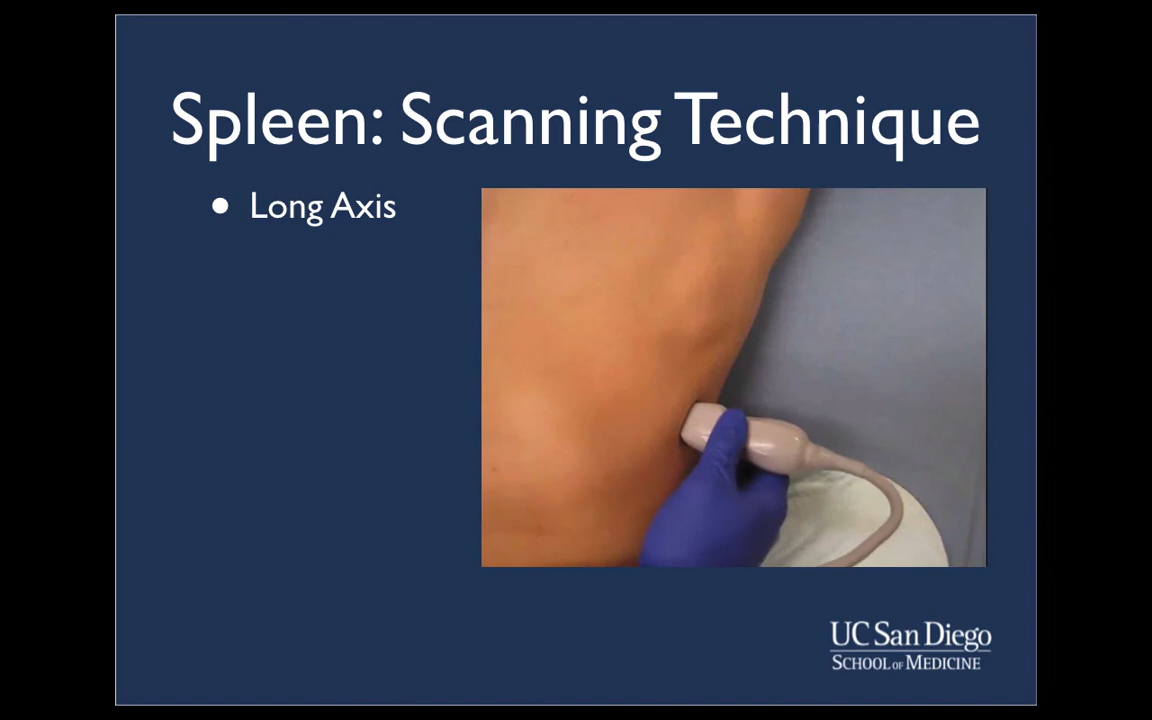 Spleen: Scanning Technique
• Long Axis
UC San Diego
SCHOOL OF MEDICINE